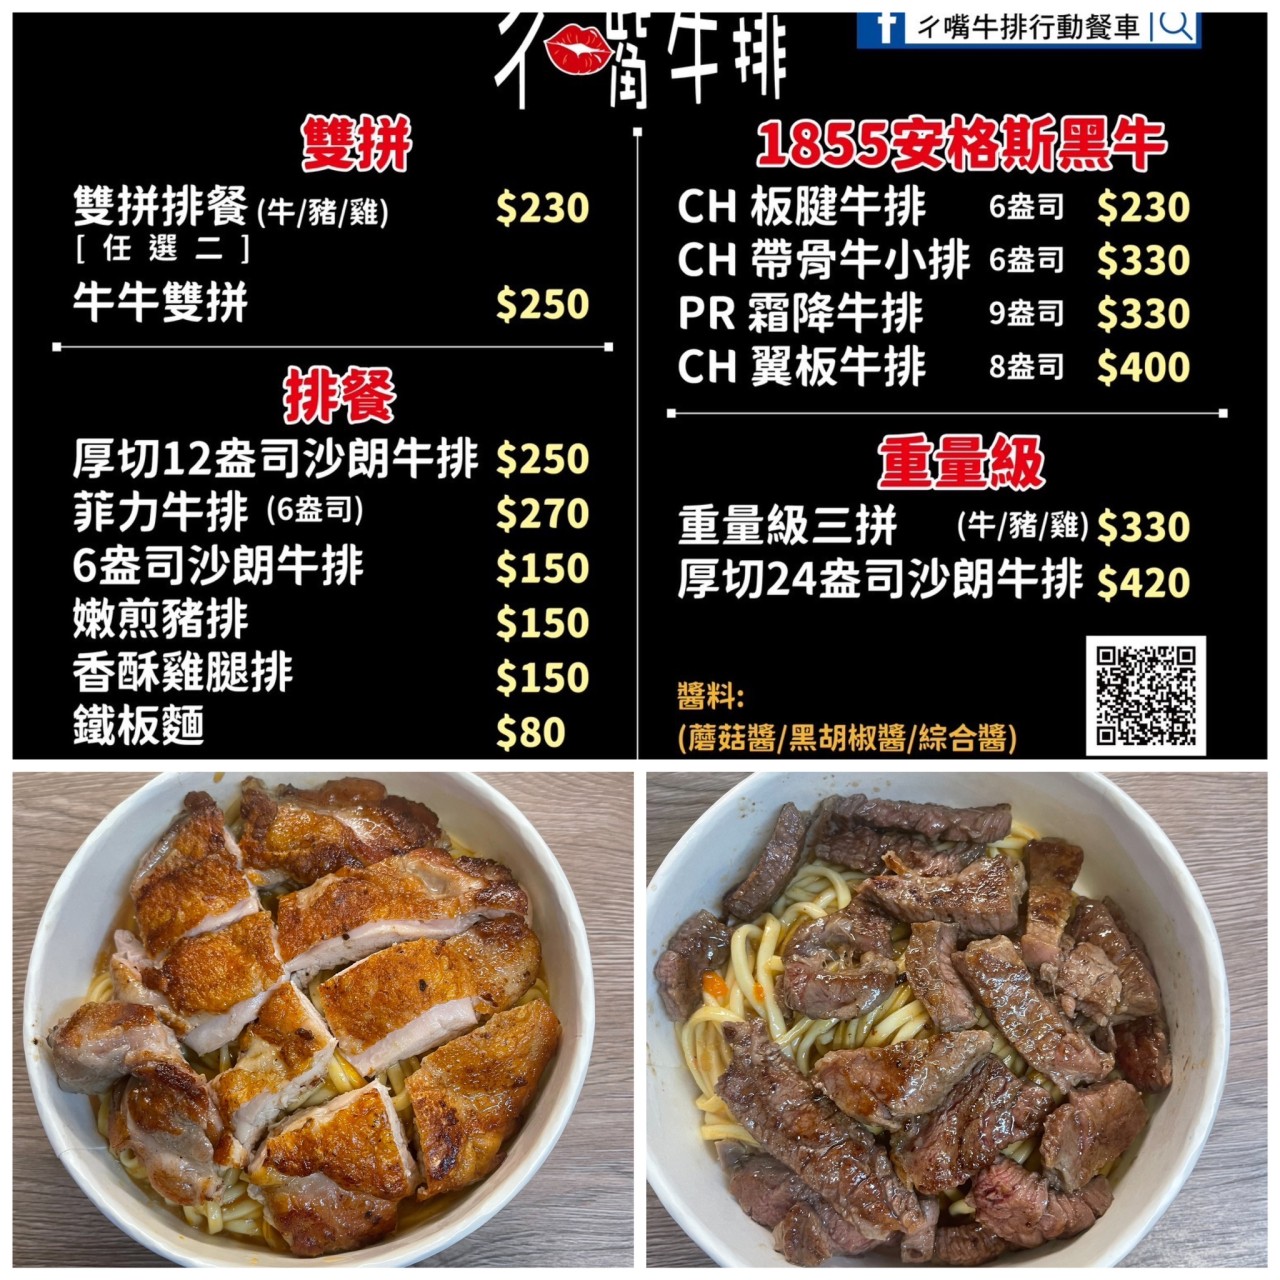 ㄔ嘴牛排
f ㄔ嘴牛排行動餐車
雙拼
雙拼排餐 (牛/豬/雞) $230
[任選二]
牛牛雙拼 $250
排餐
厚切12盎司沙朗牛排 $250
菲力牛排 (6盎司) $270
6盎司沙朗牛排 $150
嫩煎豬排 $150
香酥雞腿排 $150
鐵板麵 $80
1855安格斯黑牛
CH 板腱牛排 6盎司 $230
CH 帶骨牛小排 6盎司 $330
PR 霜降牛排 9盎司 $330
CH 翼板牛排 8盎司 $400
重量級
重量級三拼 (牛/豬/雞) $330
厚切24盎司沙朗牛排 $420
醬料:
(蘑菇醬/黑胡椒醬/綜合醬)